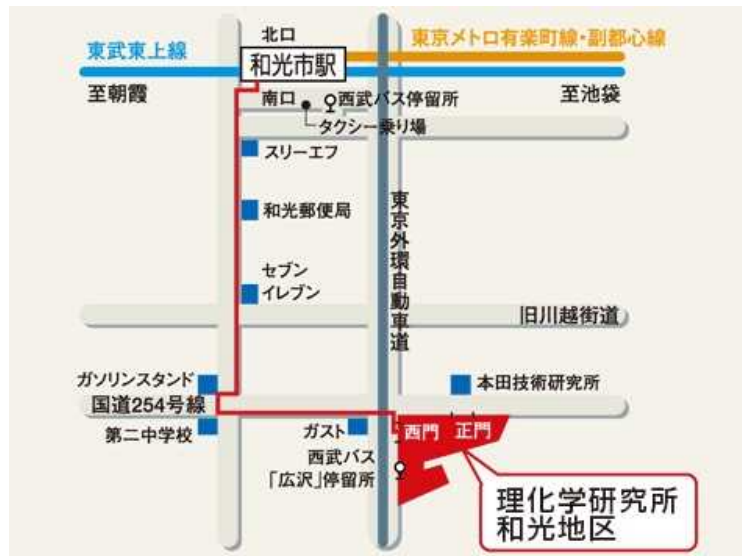 北口
東京メトロ有楽町線・副都心線
東武東上線
和光市駅
至朝霞
南口
西武バス停留所
至池袋
タクシー乗り場
スリーエフ
和光郵便局
東京外環自動車道
セブン
イレブン
旧川越街道
ガソリンスタンド
本田技術研究所
国道254号線
第二中学校
ガスト
西門
正門
西武バス
「広沢」停留所
理化学研究所
和光地区